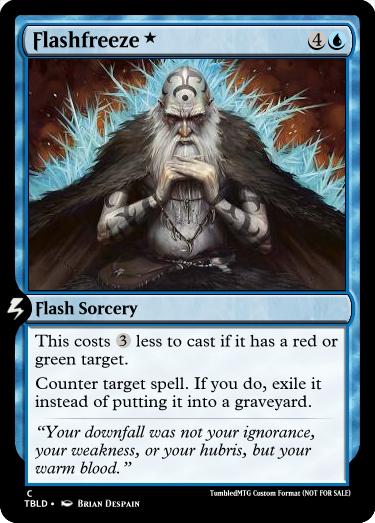 Flashfreeze ★ 4
Flash Sorcery
This costs 3 less to cast if it has a red or
green target.
Counter target spell. If you do, exile it
instead of putting it into a graveyard.
“Your downfall was not your ignorance,
your weakness, or your hubris, but your
warm blood.”
C
TBLD • Brian Despain
TumbledMTG Custom Format (NOT FOR SALE)